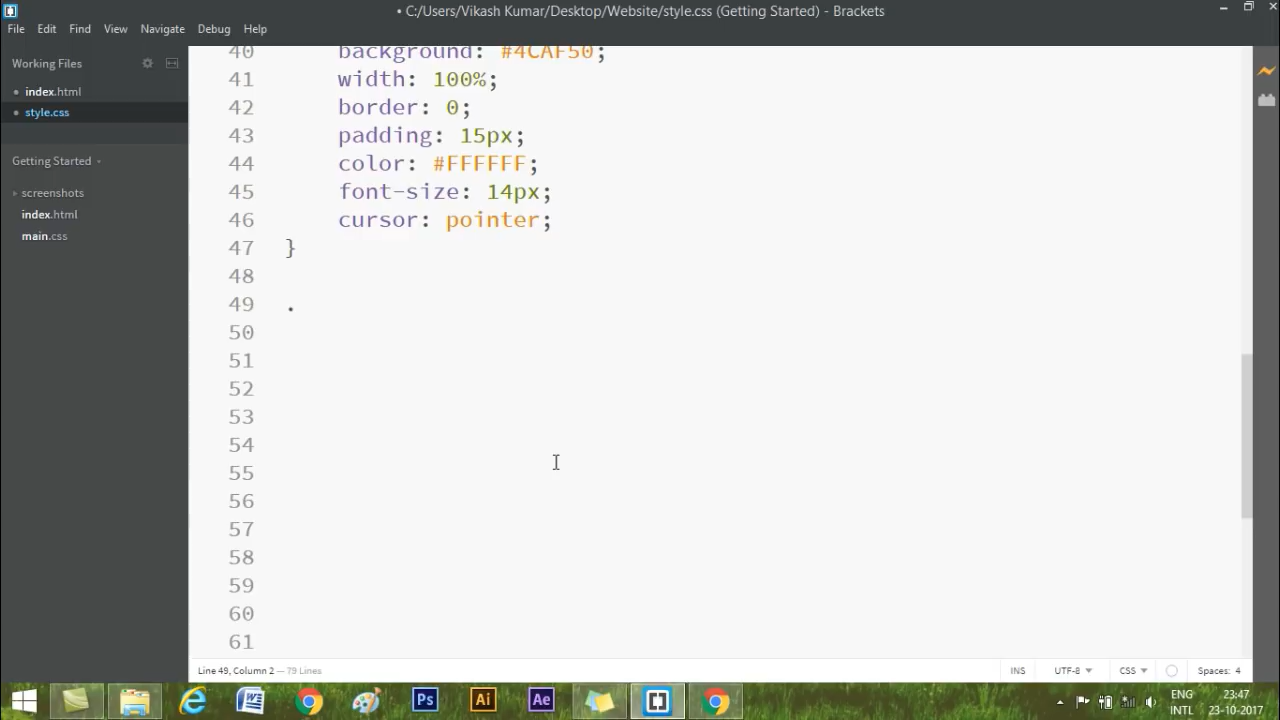 • C:/Users/Vikash Kumar/Desktop/Website/style.css (Getting Started) - Brackets
File Edit Find View Navigate Debug Help
Working Files
index.html
style.css
Getting Started
screenshots
index.html
main.css
40 background: #4CAF50;
41 width: 100%;
42 border: 0;
43 padding: 15px;
44 color: #FFFFFF;
45 font-size: 14px;
46 cursor: pointer;
47 }
48
49 .
50
51
52
53
54
55
56
57
58
59
60
61
Line 49, Column 2 — 79 Lines
INS UTF-8 CSS Spaces: 4
Ps Ai Ae
ENG 23:47
INTL 23-10-2017